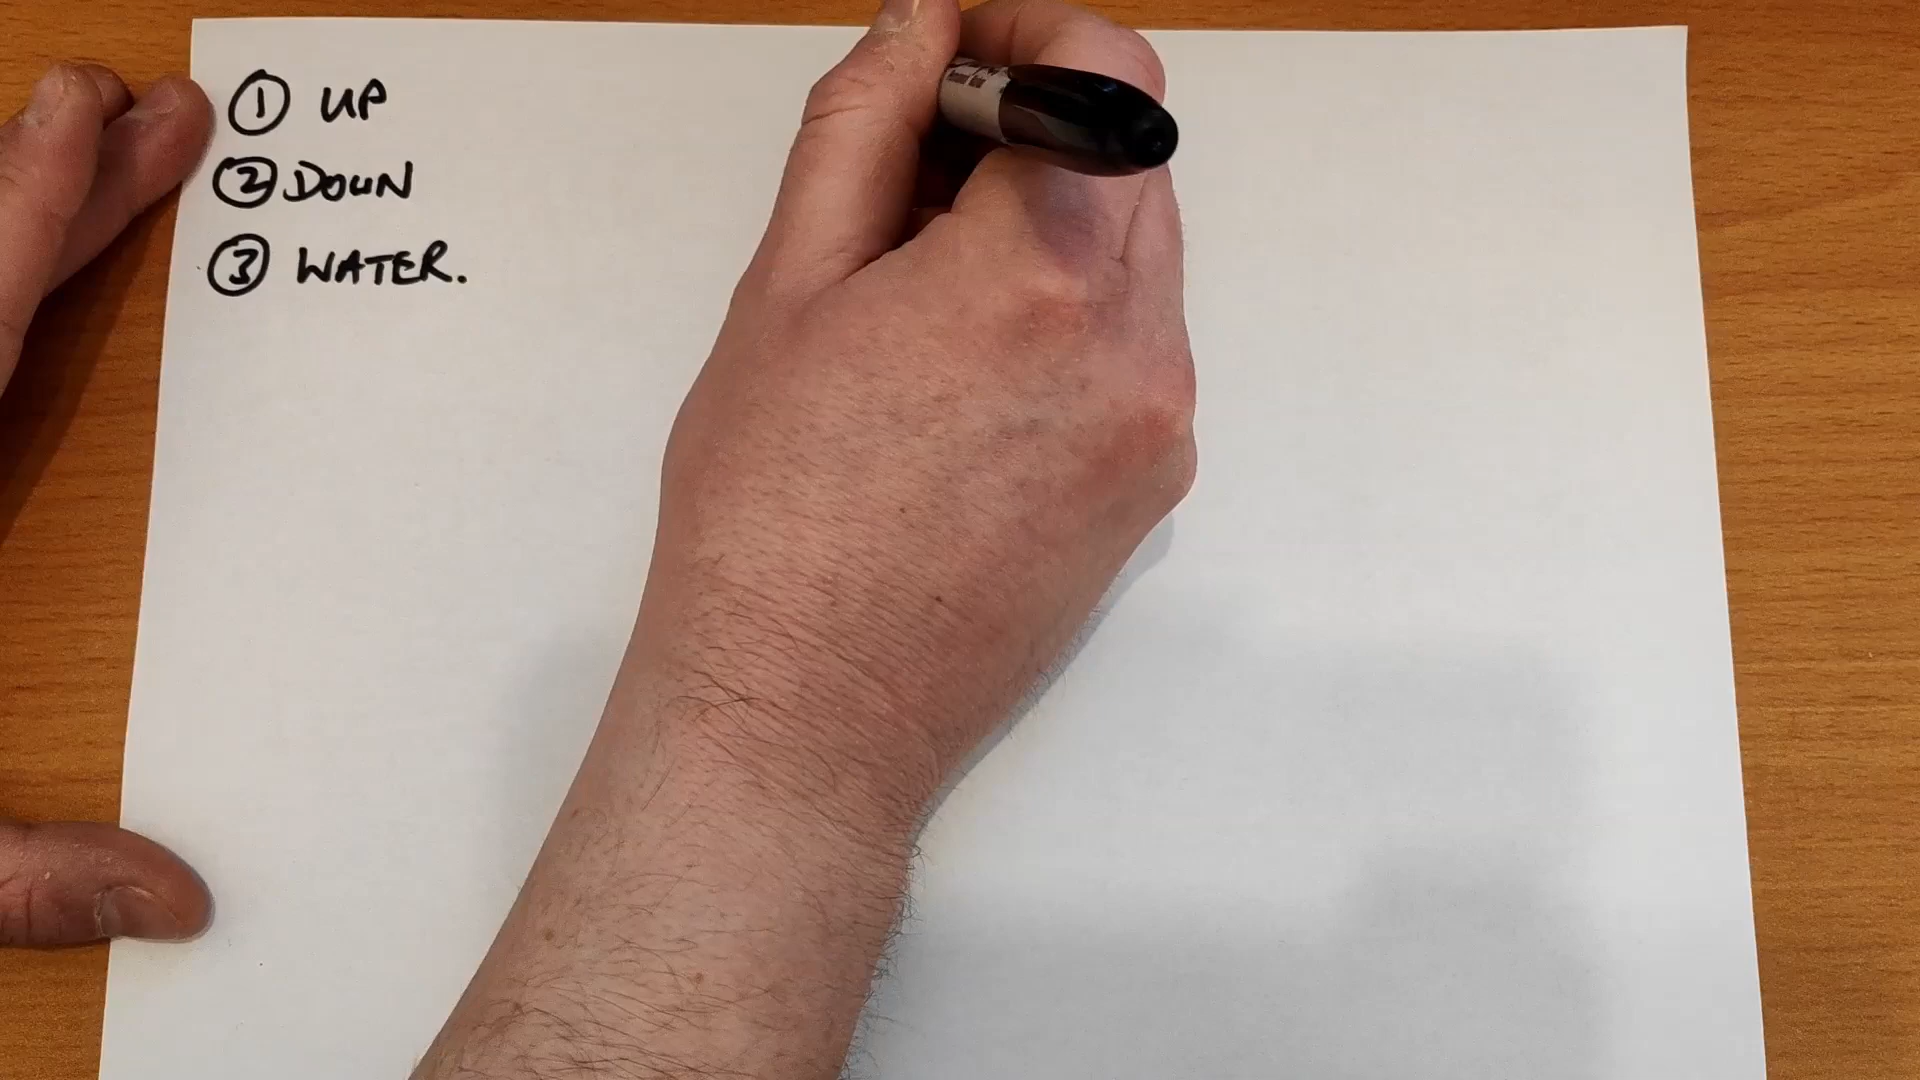 ① UP
② DOWN
③ WATER.